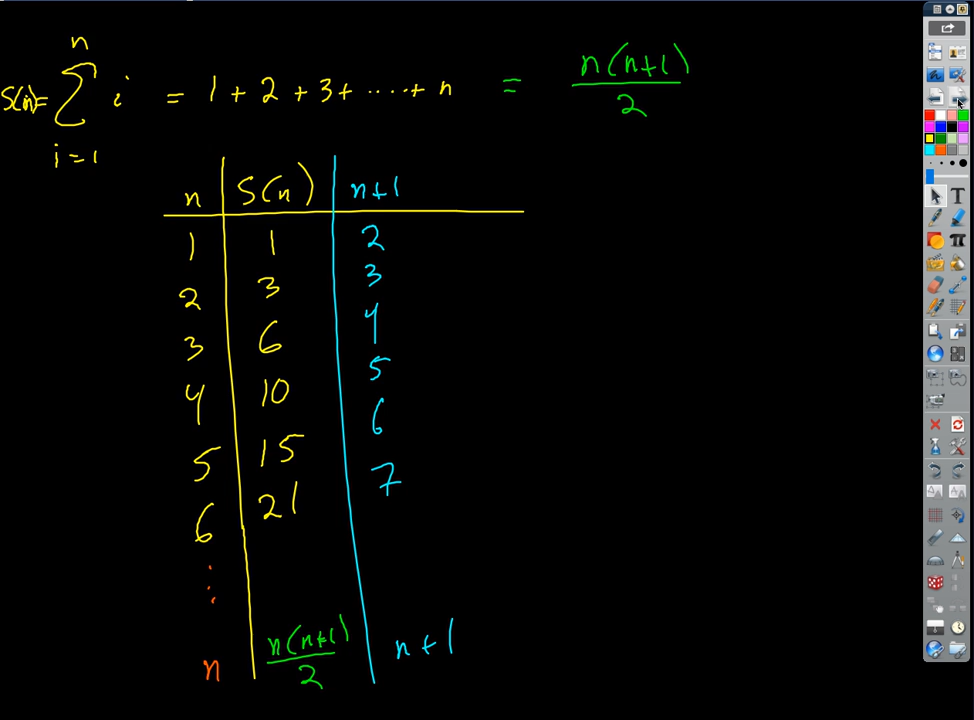 S(n) = n ∑ i=1 i = 1 + 2 + 3 + ..... + n = n(n+1)/2
n S(n) n+1
1 1 2
2 3 3
3 6 4
4 10 5
5 15 6
6 21 7
⋮
n n(n+1)/2 n+1
T
π